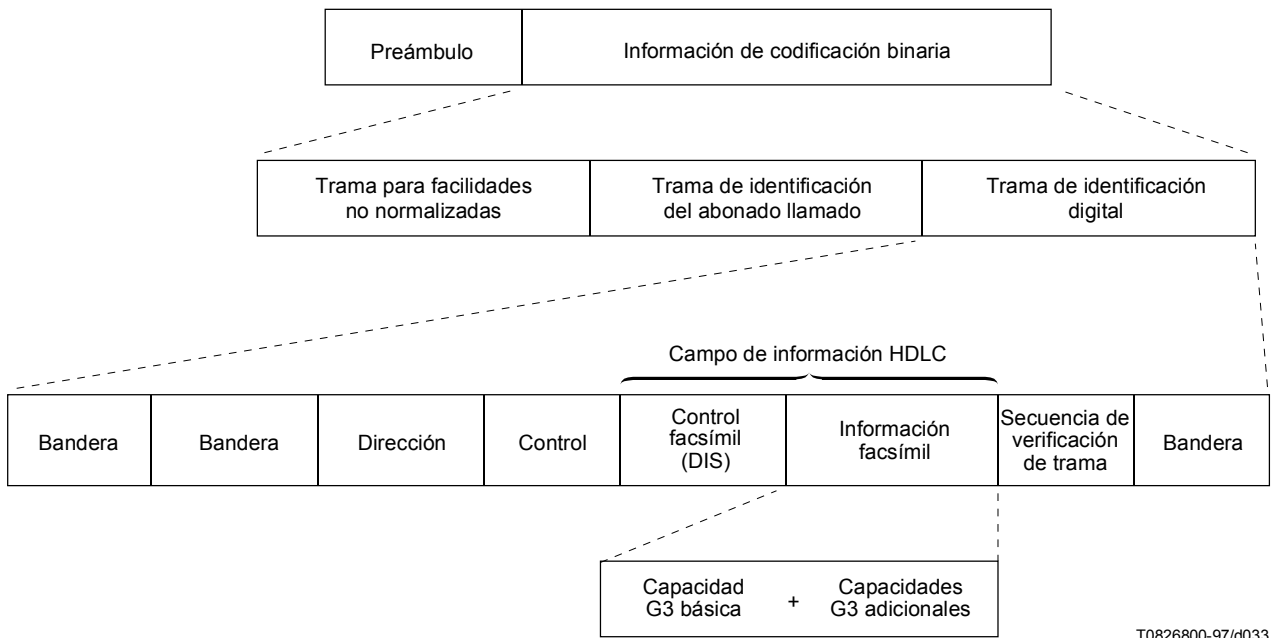 Preámbulo
Información de codificación binaria
Trama para facilidades
no normalizadas
Trama de identificación
del abonado llamado
Trama de identificación
digital
Campo de información HDLC
Bandera
Bandera
Dirección
Control
Control
facsímil
(DIS)
Información
facsímil
Secuencia de
verificación
de trama
Bandera
Capacidad
G3 básica
+
Capacidades
G3 adicionales
T0826800-97/d033